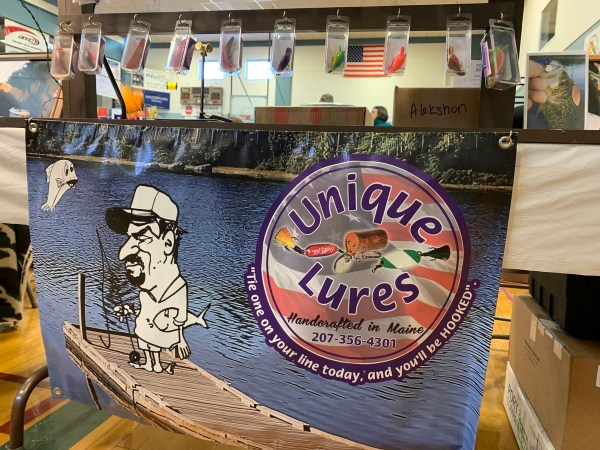 Alekshun
Unique
Lures
Handcrafted in Maine
207-356-4301
"Tie one on your line today, and you'll be HOOKED".